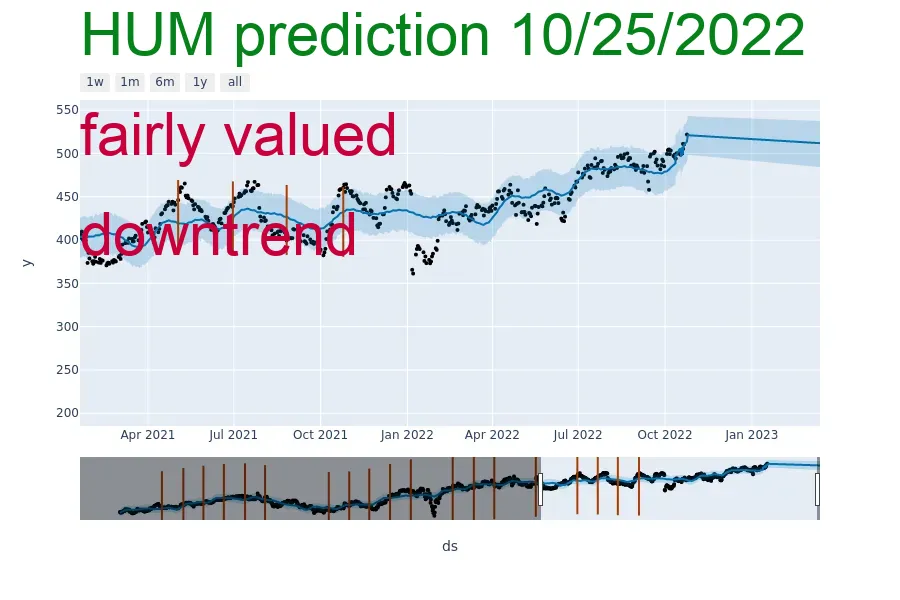 HUM prediction 10/25/2022
1w 1m 6m 1y all
fairly valued
downtrend
550
500
450
400
350
300
250
200
y
Apr 2021 Jul 2021 Oct 2021 Jan 2022 Apr 2022 Jul 2022 Oct 2022 Jan 2023
ds